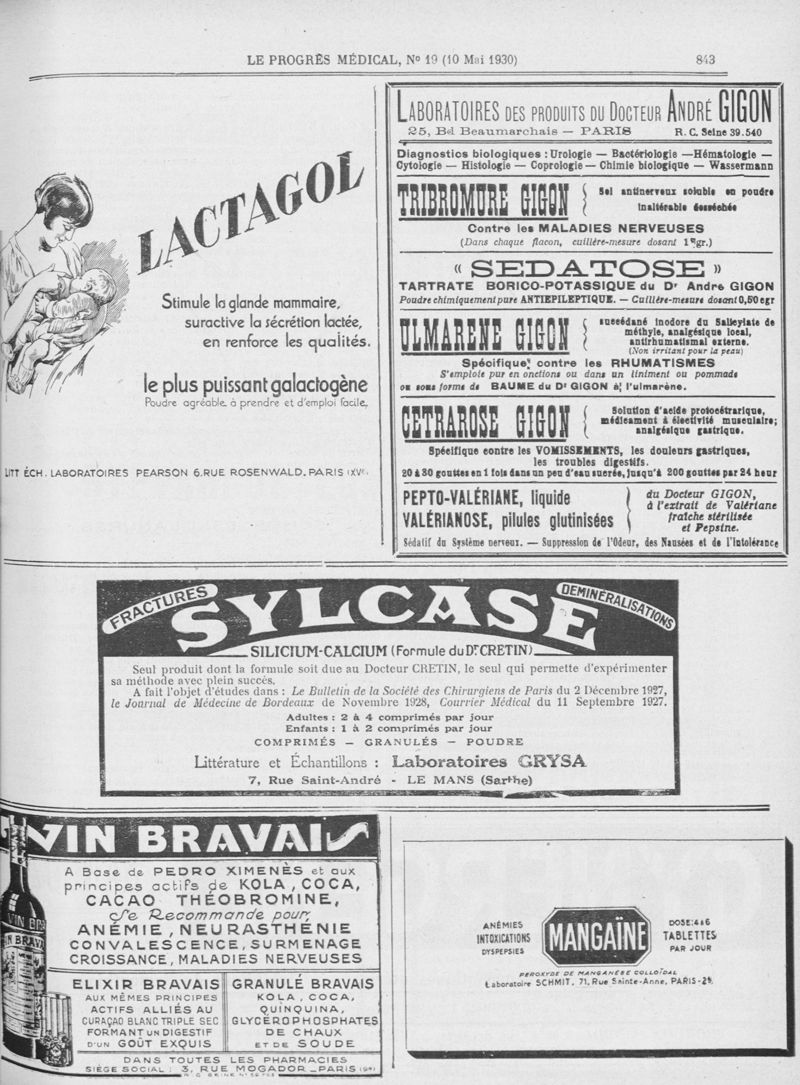 LE PROGRÈS MÉDICAL, No 19 (10 Mai 1930)
843
LACTAGOL
Stimule la glande mammaire,
suractive la sécrétion lactée,
en renforce les qualités.
le plus puissant galactogène
Poudre agréable à prendre et d'emploi facile.
LITT ÉCH. LABORATOIRES PEARSON 6. RUE ROSENWALD. PARIS (XVe.
LABORATOIRES DES PRODUITS DU DOCTEUR ANDRÉ GIGON
25, Bd Beaumarchais — PARIS R. C. Seine 39.540
Diagnostics biologiques : Urologie — Bactériologie — Hématologie —
Cytologie — Histologie — Coprologie — Chimie biologique — Wassermann
TRIBROMURE GIGON { Sel antinerveux soluble en poudre
inaltérable desséchée
Contre les MALADIES NERVEUSES
(Dans chaque flacon, cuillère-mesure dosant 1 gr.)
« SEDATOSE »
TARTRATE BORICO-POTASSIQUE du Dr André GIGON
Poudre chimiquement pure ANTIEPILEPTIQUE. — Cuillère-mesure dosant 0,50 cgr
ULMARENE GIGON { succédané inodore du Salicylate de
méthyle, analgésique local,
antirhumatismal externe.
(Non irritant pour la peau)
Spécifique contre les RHUMATISMES
S'emploie pur en onctions ou dans un liniment ou pommade
ou sous forme de BAUME du Dr GIGON à l'ulmarène.
CETRAROSE GIGON { Solution d'acide protocétrarique,
médicament à électivité musculaire;
analgésique gastrique.
Spécifique contre les VOMISSEMENTS, les douleurs gastriques,
les troubles digestifs.
20 à 30 gouttes en 1 fois dans un peu d'eau sucrée, jusqu'à 200 gouttes par 24 heur
PEPTO-VALÉRIANE, liquide
VALÉRIANOSE, pilules glutinisées
du Docteur GIGON,
à l'extrait de Valériane
fraîche stérilisée
et Pepsine.
Sédatif du Système nerveux. — Suppression de l'Odeur, des Nausées et de l'Intolérance
FRACTURES
SYLCASE
DEMINÉRALISATIONS
SILICIUM-CALCIUM (Formule du Dr CRETIN)
Seul produit dont la formule soit due au Docteur CRETIN, le seul qui permette d'expérimenter
sa méthode avec plein succès.
A fait l'objet d'études dans : Le Bulletin de la Société des Chirurgiens de Paris du 2 Décembre 1927,
le Journal de Médecine de Bordeaux de Novembre 1928, Courrier Médical du 11 Septembre 1927.
Adultes : 2 à 4 comprimés par jour
Enfants : 1 à 2 comprimés par jour
COMPRIMÉS — GRANULÉS — POUDRE
Littérature et Échantillons : Laboratoires GRYSA
7, Rue Saint-André - LE MANS (Sarthe)
VIN BRAVAIS
A Base de PEDRO XIMENÈS et aux
principes actifs de KOLA, COCA,
CACAO THÉOBROMINE,
Se Recommande pour,
ANÉMIE, NEURASTHÉNIE
CONVALESCENCE, SURMENAGE
CROISSANCE, MALADIES NERVEUSES
VIN BRAVAIS
VIN BRAVA
ELIXIR BRAVAIS
AUX MÊMES PRINCIPES
ACTIFS ALLIÉS AU
CURAÇAO BLANC TRIPLE SEC
FORMANT UN DIGESTIF
D'UN GOÛT EXQUIS
GRANULÉ BRAVAIS
KOLA, COCA,
QUINQUINA,
GLYCÉROPHOSPHATES
DE CHAUX
ET DE SOUDE
DANS TOUTES LES PHARMACIES
SIÈGE SOCIAL : 3, RUE MOGADOR _ PARIS (9e)
ANÉMIES
INTOXICATIONS
DYSPEPSIES
MANGAÏNE
DOSE: 4 à 6
TABLETTES
PAR JOUR
PEROXYDE DE MANGANÈSE COLLOÏDAL
Laboratoire SCHMIT, 71, Rue Sainte-Anne, PARIS-2e.